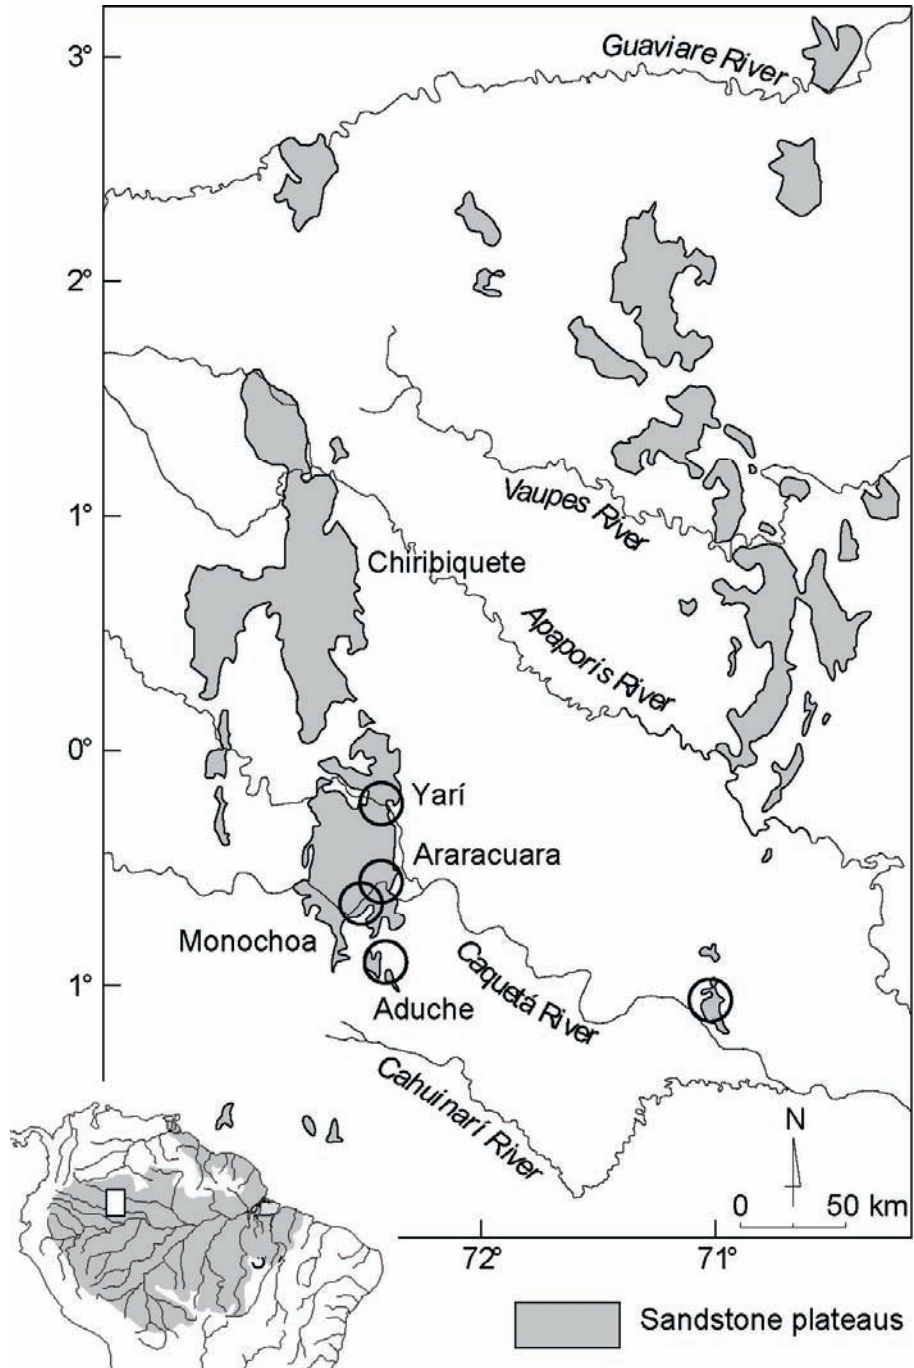 3°
Guaviare River
2°
1°
Vaupes River
Chiribiquete
Apaporis River
0°
Yarí
Araracuara
Monochoa
Caquetá River
1°
Aduche
Cahuinarí River
N
0 50 km
72°
71°
Sandstone plateaus